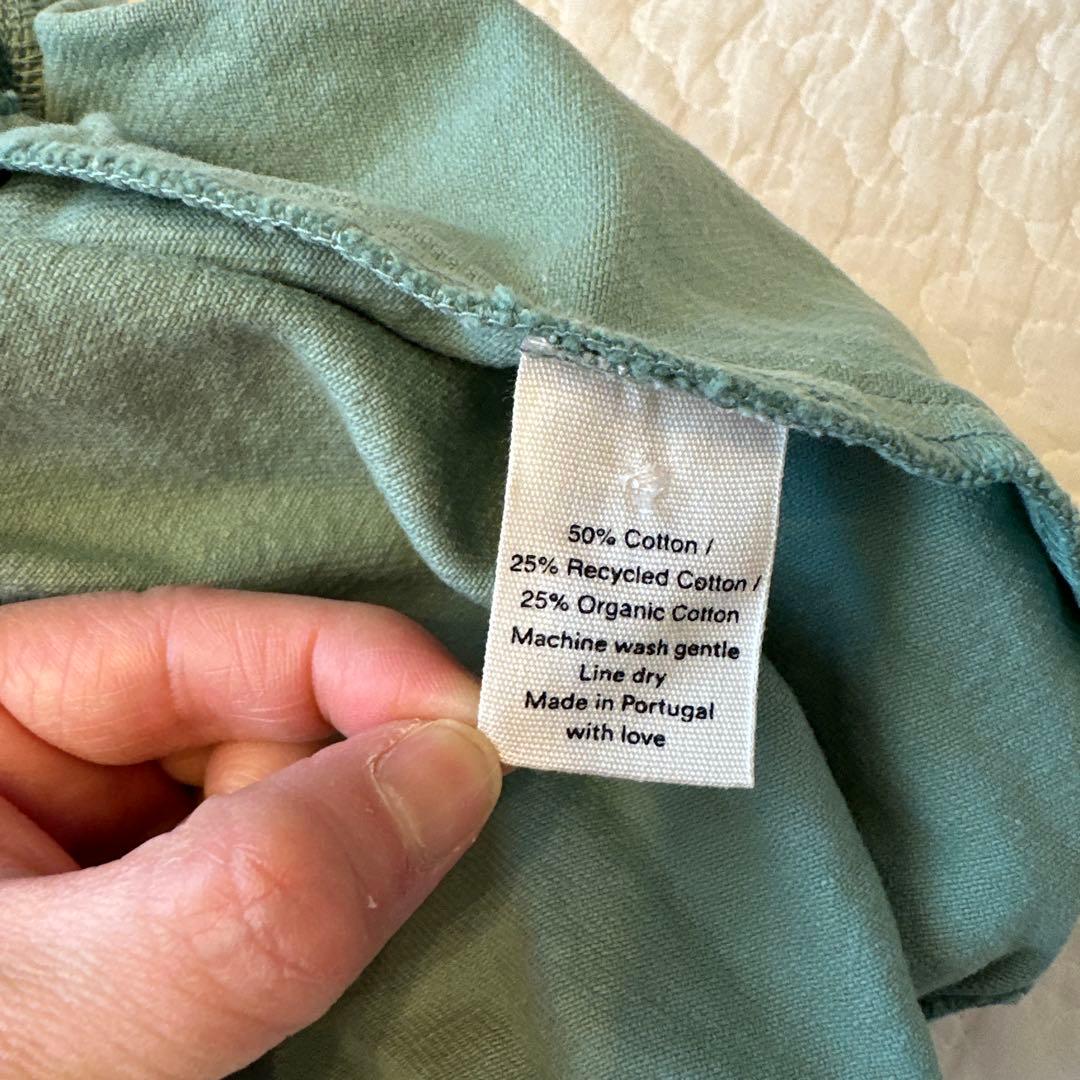 50% Cotton /
25% Recycled Cotton /
25% Organic Cotton
Machine wash gentle
Line dry
Made in Portugal
with love